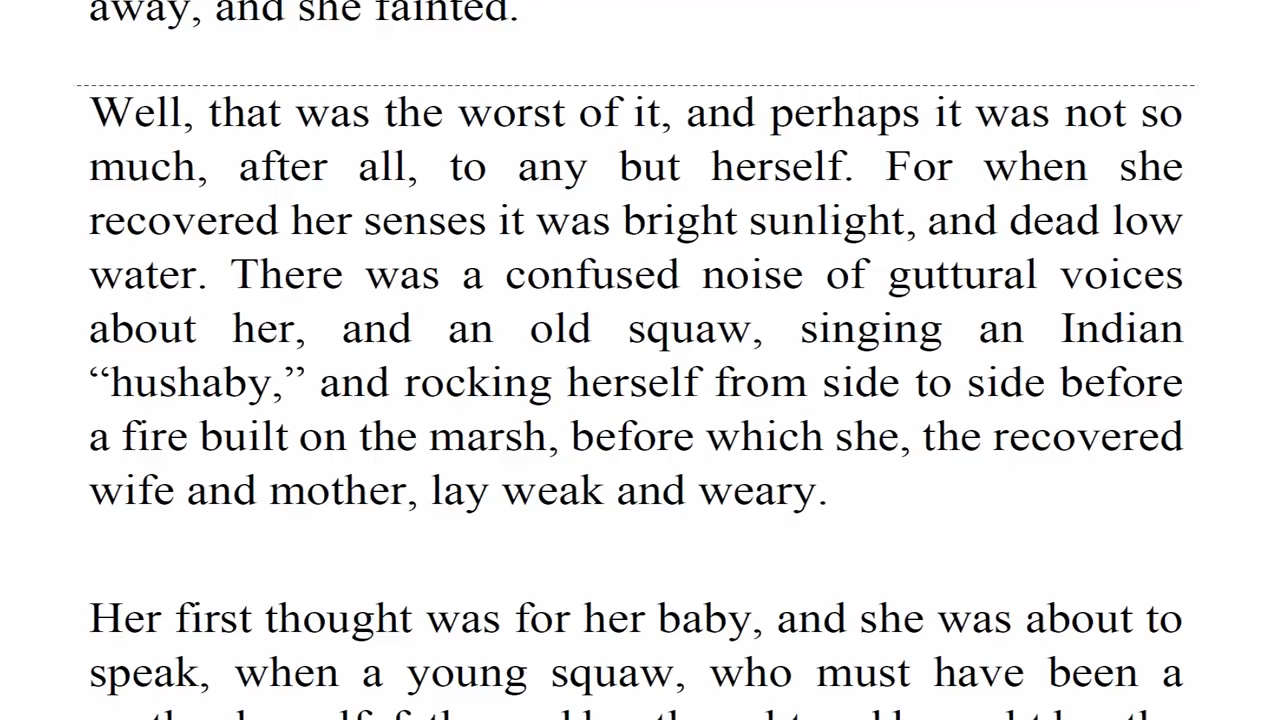 away, and she fainted.
Well, that was the worst of it, and perhaps it was not so
much, after all, to any but herself. For when she
recovered her senses it was bright sunlight, and dead low
water. There was a confused noise of guttural voices
about her, and an old squaw, singing an Indian
“hushaby,” and rocking herself from side to side before
a fire built on the marsh, before which she, the recovered
wife and mother, lay weak and weary.
Her first thought was for her baby, and she was about to
speak, when a young squaw, who must have been a